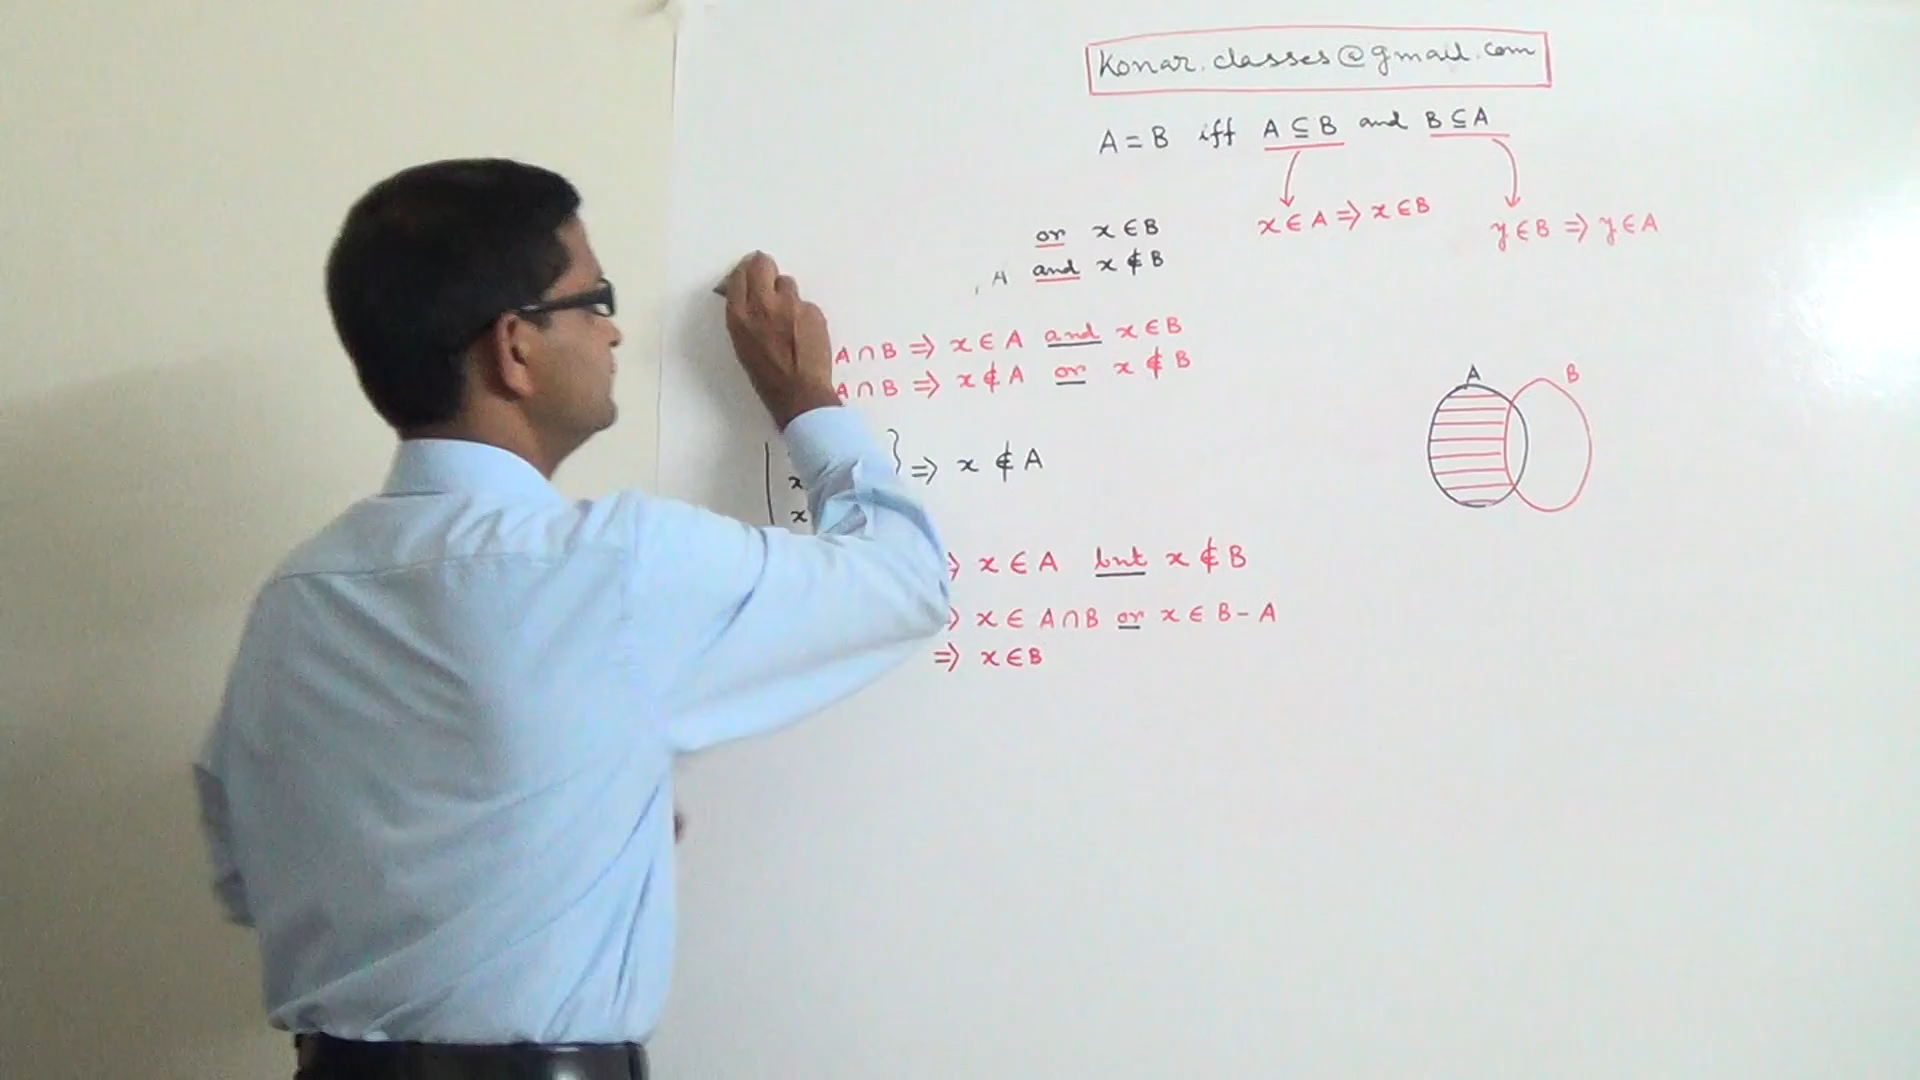 Konar.classes@gmail.com
A = B iff A ⊆ B and B ⊆ A
x ∈ A ⇒ x ∈ B
y ∈ B ⇒ y ∈ A
or x ∈ B
A and x ∉ B
A ∩ B ⇒ x ∈ A and x ∈ B
A ∩ B ⇒ x ∉ A or x ∉ B
A B
x } ⇒ x ∉ A
x
⇒ x ∈ A but x ∉ B
⇒ x ∈ A ∩ B or x ∈ B - A
⇒ x ∈ B